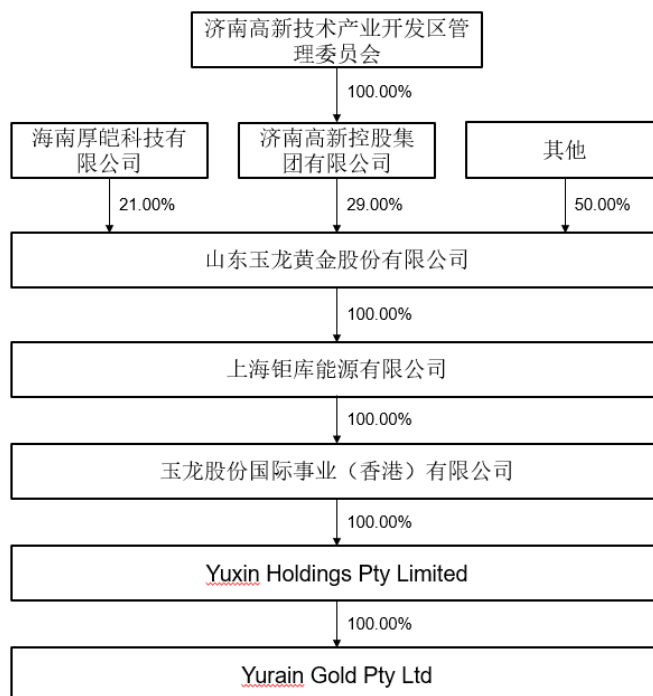 济南高新技术产业开发区管
理委员会
100.00%
海南厚皑科技有
限公司
济南高新控股集
团有限公司
其他
21.00%
29.00%
50.00%
山东玉龙黄金股份有限公司
100.00%
上海钜库能源有限公司
100.00%
玉龙股份国际事业（香港）有限公司
100.00%
Yuxin Holdings Pty Limited
100.00%
Yurain Gold Pty Ltd